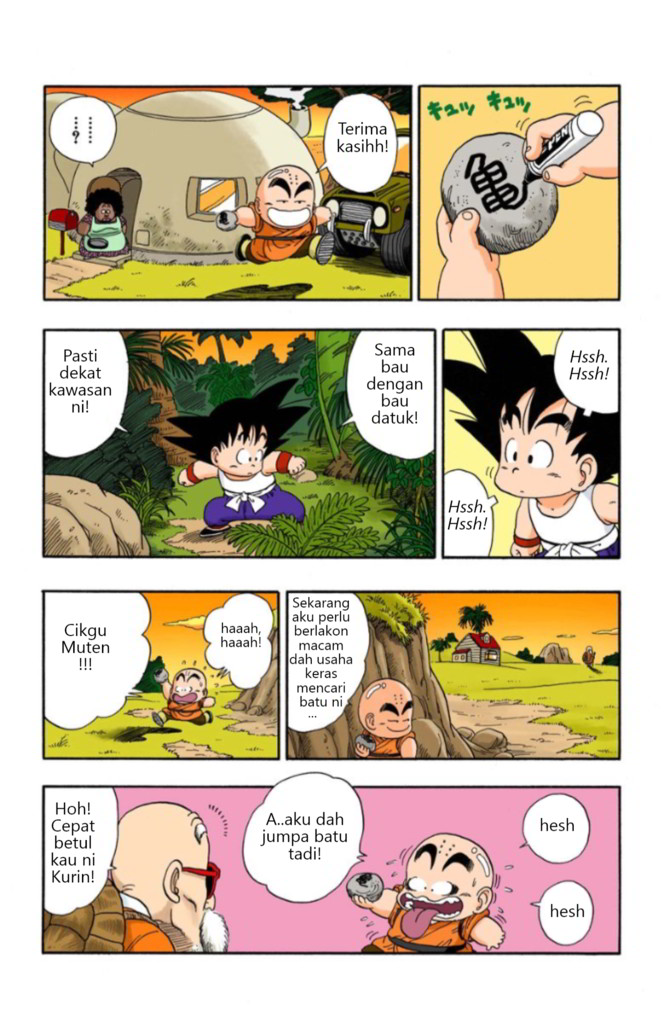 キュッ キュッ
亀
Terima
kasihh!
......
?
Hssh.
Hssh!
Hssh.
Hssh!
Sama
bau
dengan
bau
datuk!
Pasti
dekat
kawasan
ni!
Sekarang
aku perlu
berlakon
macam
dah usaha
keras
mencari
batu ni
...
haaah,
haaah!
Cikgu
Muten
!!!
hesh
hesh
A..aku dah
jumpa batu
tadi!
Hoh!
Cepat
betul
kau ni
Kurin!